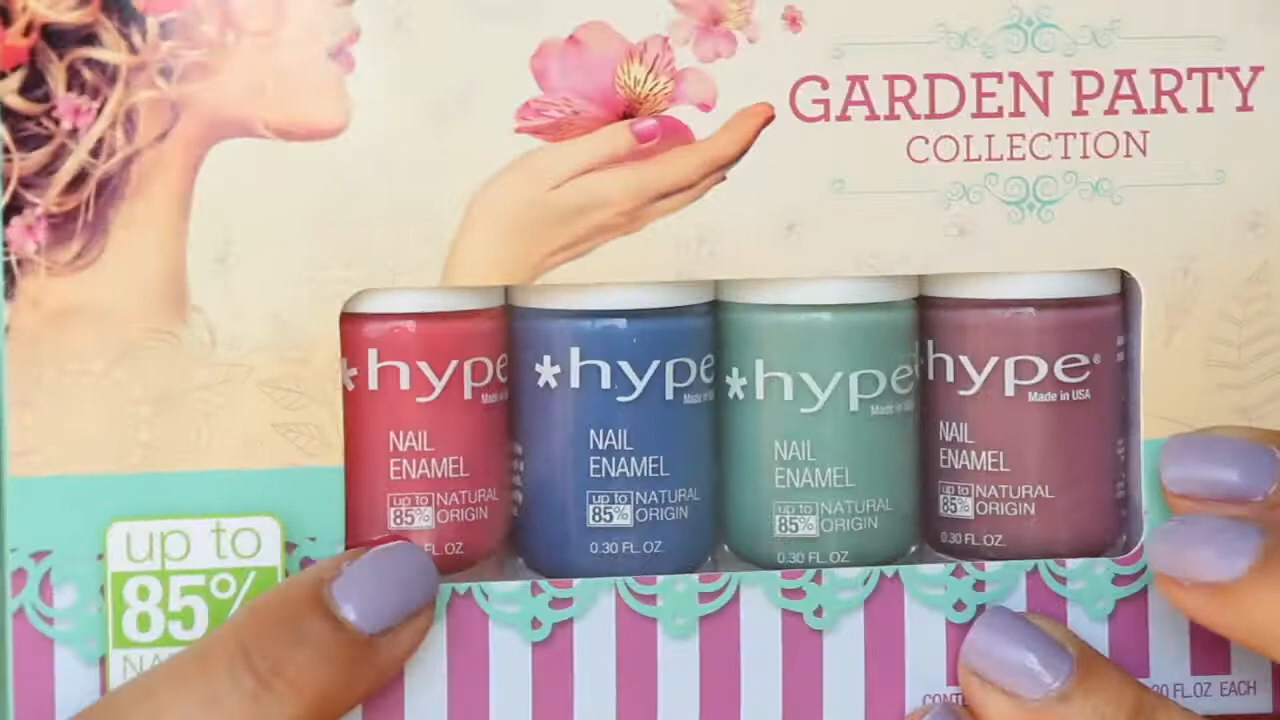 GARDEN PARTY
COLLECTION
*hype
Made in
NAIL
ENAMEL
up to
85%
NATURAL
ORIGIN
FL.OZ
*hype
Made in
NAIL
ENAMEL
up to
85%
NATURAL
ORIGIN
0.30 FL.OZ.
*hype
Made in
NAIL
ENAMEL
up to
85%
NATURAL
ORIGIN
0.30 FL.OZ
hype®
Made in USA
NAIL
ENAMEL
up to
85%
NATURAL
ORIGIN
0.30 FL.OZ.
up to
85%
FL.OZ EACH